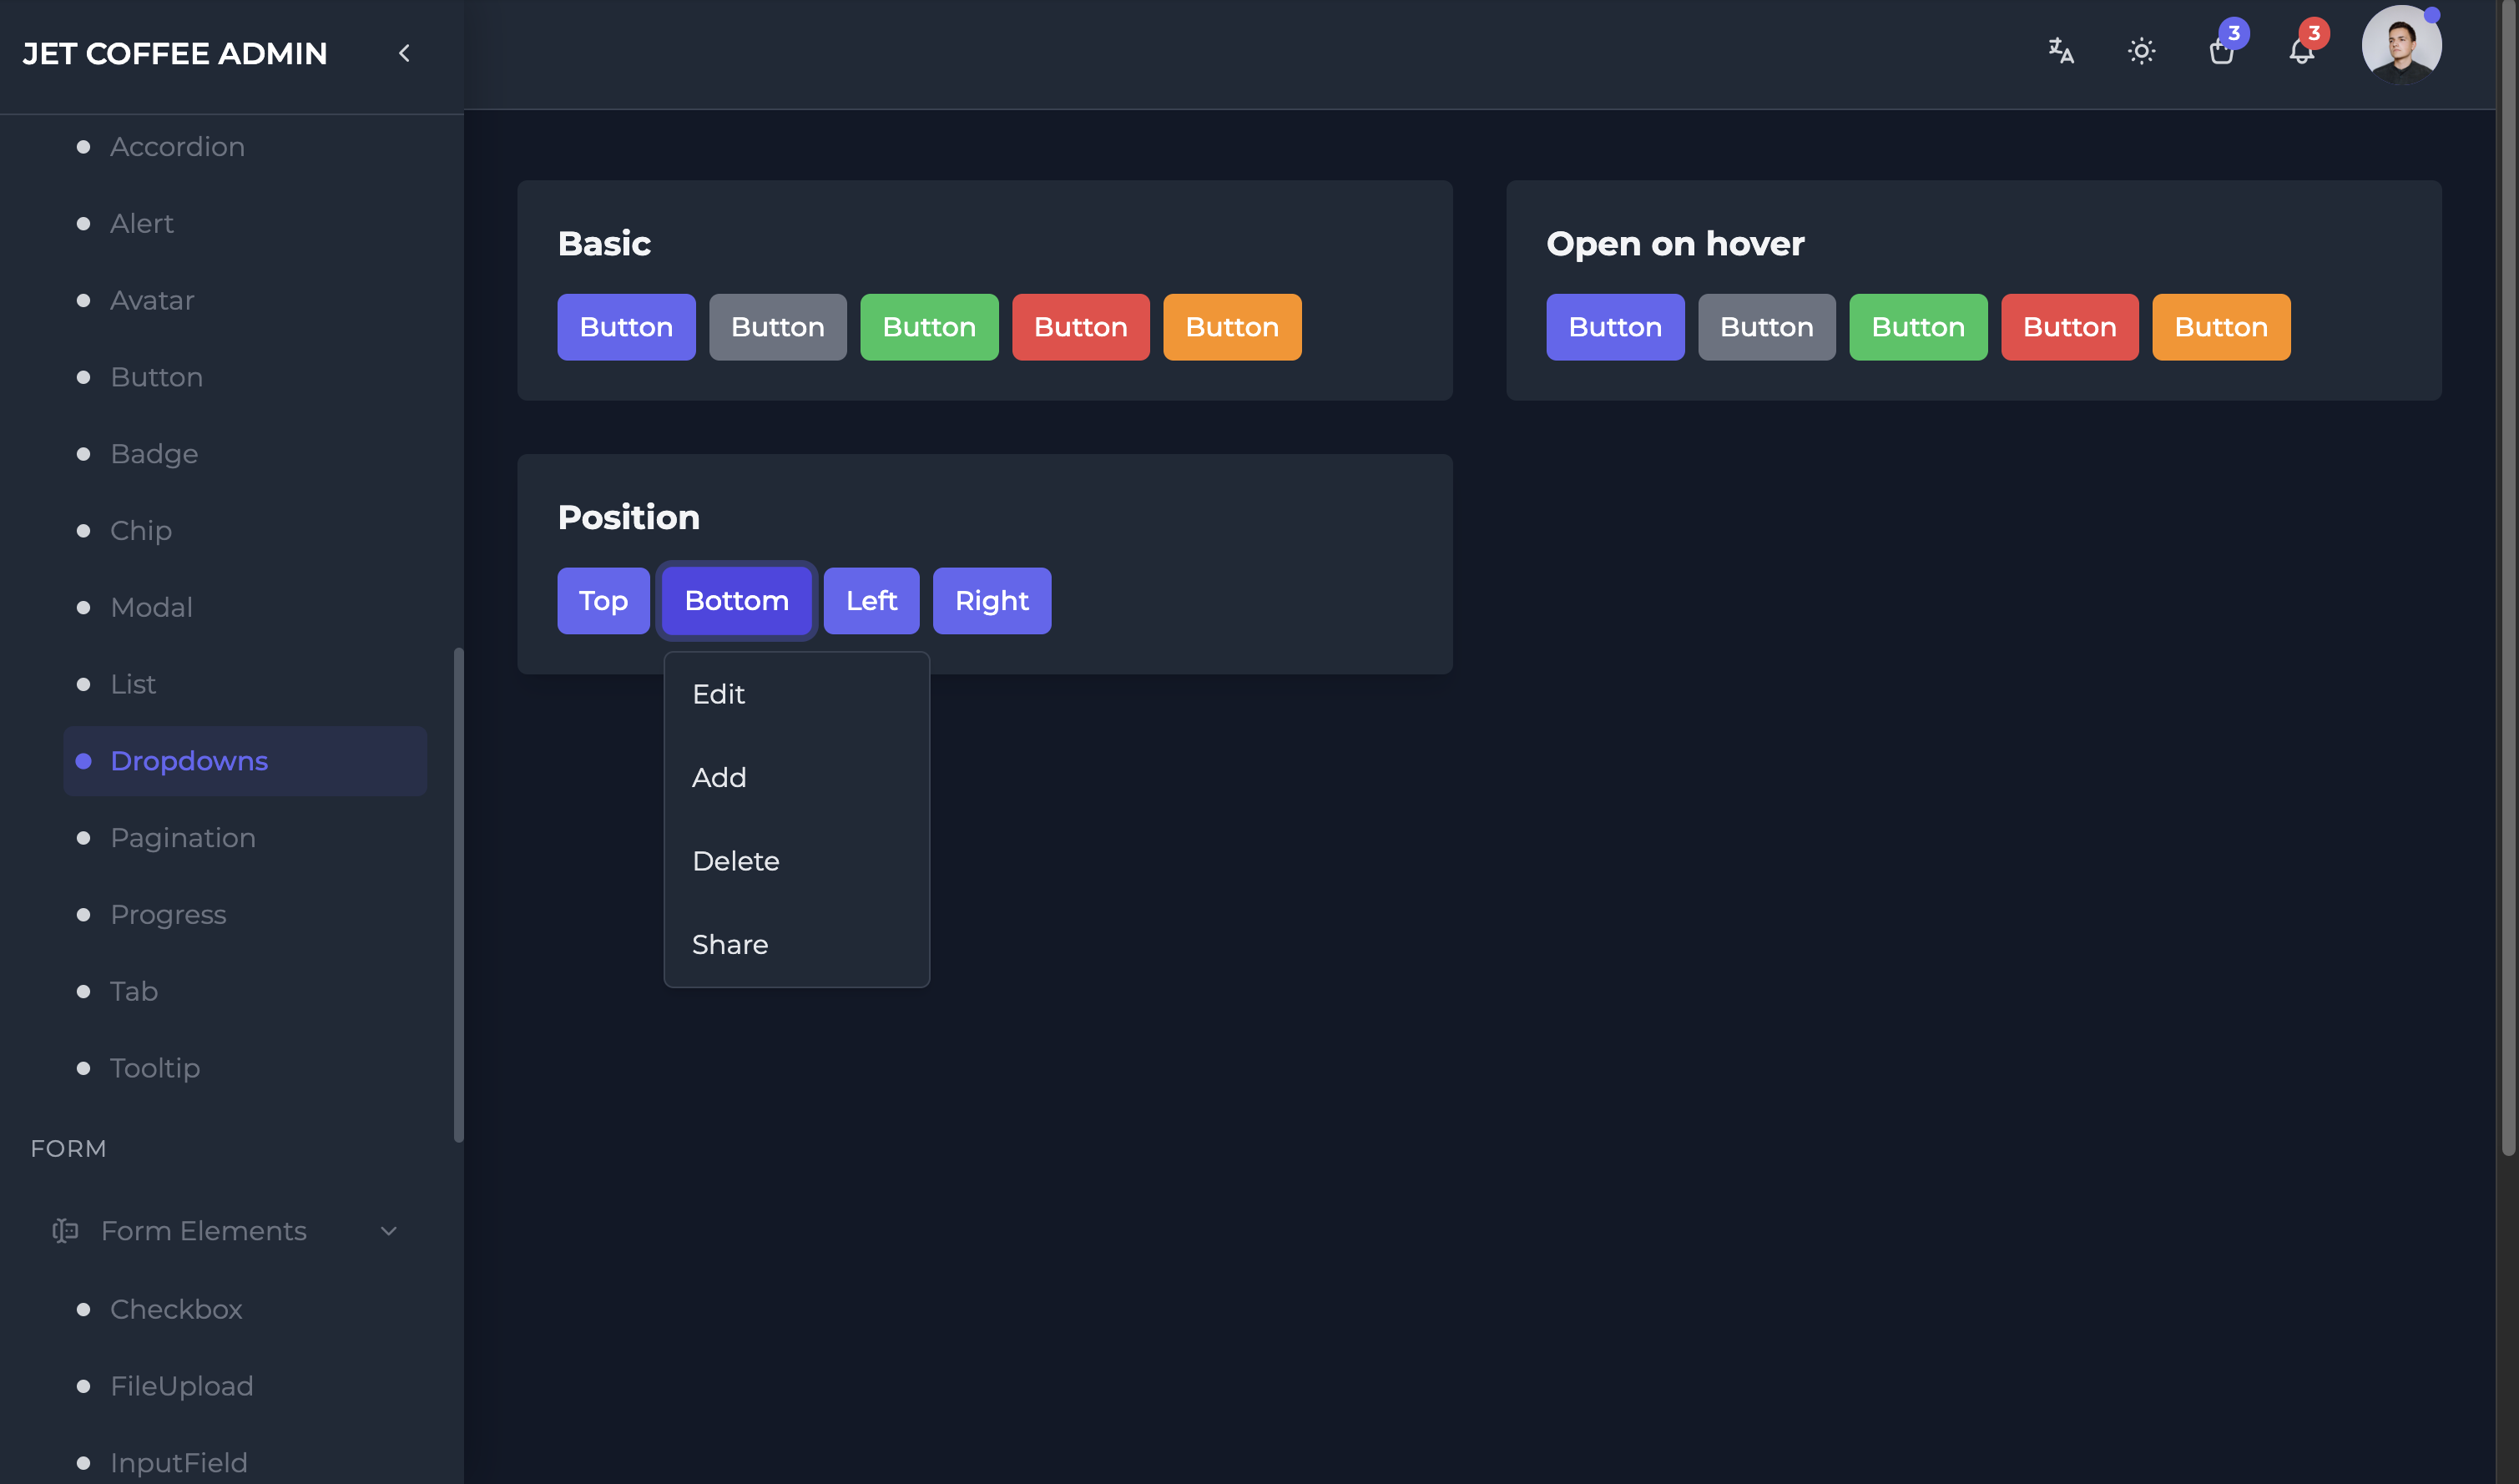 JET COFFEE ADMIN
3
3
Accordion
Alert
Avatar
Button
Badge
Chip
Modal
List
Dropdowns
Pagination
Progress
Tab
Tooltip
FORM
Form Elements
Checkbox
FileUpload
InputField
Basic
Button Button Button Button Button
Open on hover
Button Button Button Button Button
Position
Top Bottom Left Right
Edit
Add
Delete
Share